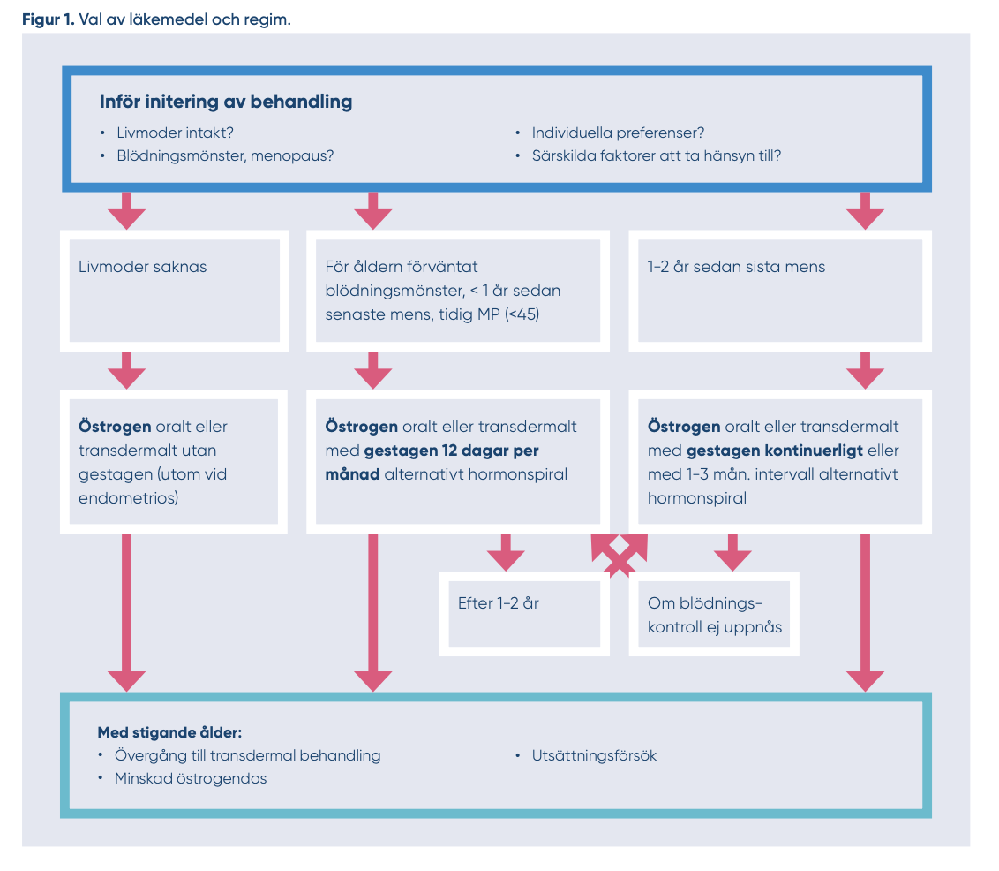 Figur 1. Val av läkemedel och regim.
Inför initering av behandling
• Livmoder intakt?
• Blödningsmönster, menopaus?
• Individuella preferenser?
• Särskilda faktorer att ta hänsyn till?
Livmoder saknas
För åldern förväntat
blödningsmönster, < 1 år sedan
senaste mens, tidig MP (<45)
1-2 år sedan sista mens
Östrogen oralt eller
transdermalt utan
gestagen (utom vid
endometrios)
Östrogen oralt eller transdermalt
med gestagen 12 dagar per
månad alternativt hormonspiral
Östrogen oralt eller transdermalt
med gestagen kontinuerligt eller
med 1-3 mån. intervall alternativt
hormonspiral
Efter 1-2 år
Om blödnings-
kontroll ej uppnås
Med stigande ålder:
• Övergång till transdermal behandling
• Minskad östrogendos
• Utsättningsförsök